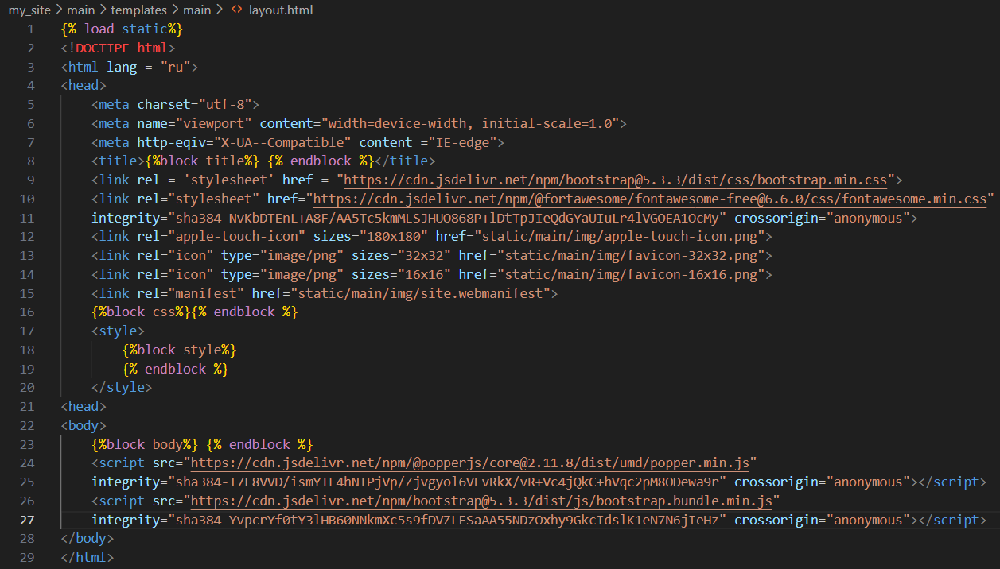 my_site > main > templates > main > <> layout.html
1 {% load static%}
2 <!DOCTIPE html>
3 <html lang = "ru">
4 <head>
5 <meta charset="utf-8">
6 <meta name="viewport" content="width=device-width, initial-scale=1.0">
7 <meta http-eqiv="X-UA--Compatible" content ="IE-edge">
8 <title>{%block title%} {% endblock %}</title>
9 <link rel = 'stylesheet' href = "https://cdn.jsdelivr.net/npm/bootstrap@5.3.3/dist/css/bootstrap.min.css">
10 <link rel="stylesheet" href="https://cdn.jsdelivr.net/npm/@fortawesome/fontawesome-free@6.6.0/css/fontawesome.min.css"
11 integrity="sha384-NvKbDTEnL+A8F/AA5Tc5kmMLSJHUO868P+lDtTpJIeQdGYaUIuLr4lVGOEA1OcMy" crossorigin="anonymous">
12 <link rel="apple-touch-icon" sizes="180x180" href="static/main/img/apple-touch-icon.png">
13 <link rel="icon" type="image/png" sizes="32x32" href="static/main/img/favicon-32x32.png">
14 <link rel="icon" type="image/png" sizes="16x16" href="static/main/img/favicon-16x16.png">
15 <link rel="manifest" href="static/main/img/site.webmanifest">
16 {%block css%}{% endblock %}
17 <style>
18 {%block style%}
19 {% endblock %}
20 </style>
21 <head>
22 <body>
23 {%block body%} {% endblock %}
24 <script src="https://cdn.jsdelivr.net/npm/@popperjs/core@2.11.8/dist/umd/popper.min.js"
25 integrity="sha384-I7E8VVD/ismYTF4hNIPjVp/Zjvgyol6VFvRkX/vR+Vc4jQkC+hVqc2pM8ODewa9r" crossorigin="anonymous"></script>
26 <script src="https://cdn.jsdelivr.net/npm/bootstrap@5.3.3/dist/js/bootstrap.bundle.min.js"
27 integrity="sha384-YvpcrYf0tY3lHB60NNkmXc5s9fDVZLESaAA55NDzOxhy9GkcIdslK1eN7N6jIeHz" crossorigin="anonymous"></script>
28 </body>
29 </html>